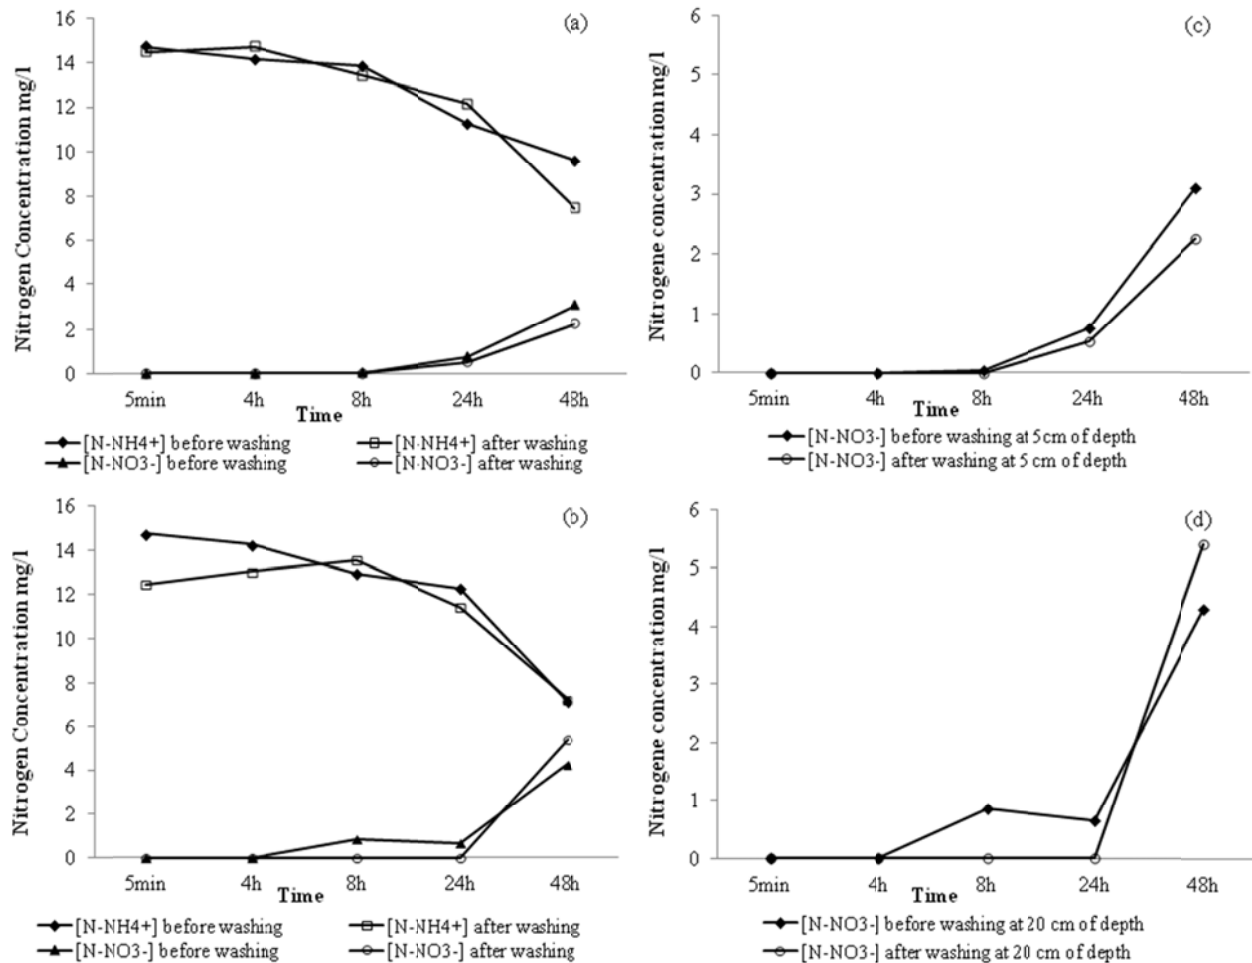 (a)
Nitrogen Concentration mg/l
16
14
12
10
8
6
4
2
0
5min 4h 8h 24h 48h
Time
[N-NH4+] before washing [N-NH4+] after washing
[N-NO3-] before washing [N-NO3-] after washing
(c)
Nitrogene concentration mg/l
6
5
4
3
2
1
0
5min 4h 8h 24h 48h
Time
[N-NO3-] before washing at 5cm of depth
[N-NO3-] after washing at 5 cm of depth
(b)
Nitrogen Concentration mg/l
16
14
12
10
8
6
4
2
0
5min 4h 8h 24h 48h
Time
[N-NH4+] before washing [N-NH4+] after washing
[N-NO3-] before washing [N-NO3-] after washing
(d)
Nitrogene concentration mg/l
6
5
4
3
2
1
0
5min 4h 8h 24h 48h
Time
[N-NO3-] before washing at 20 cm of depth
[N-NO3-] after washing at 20 cm of depth